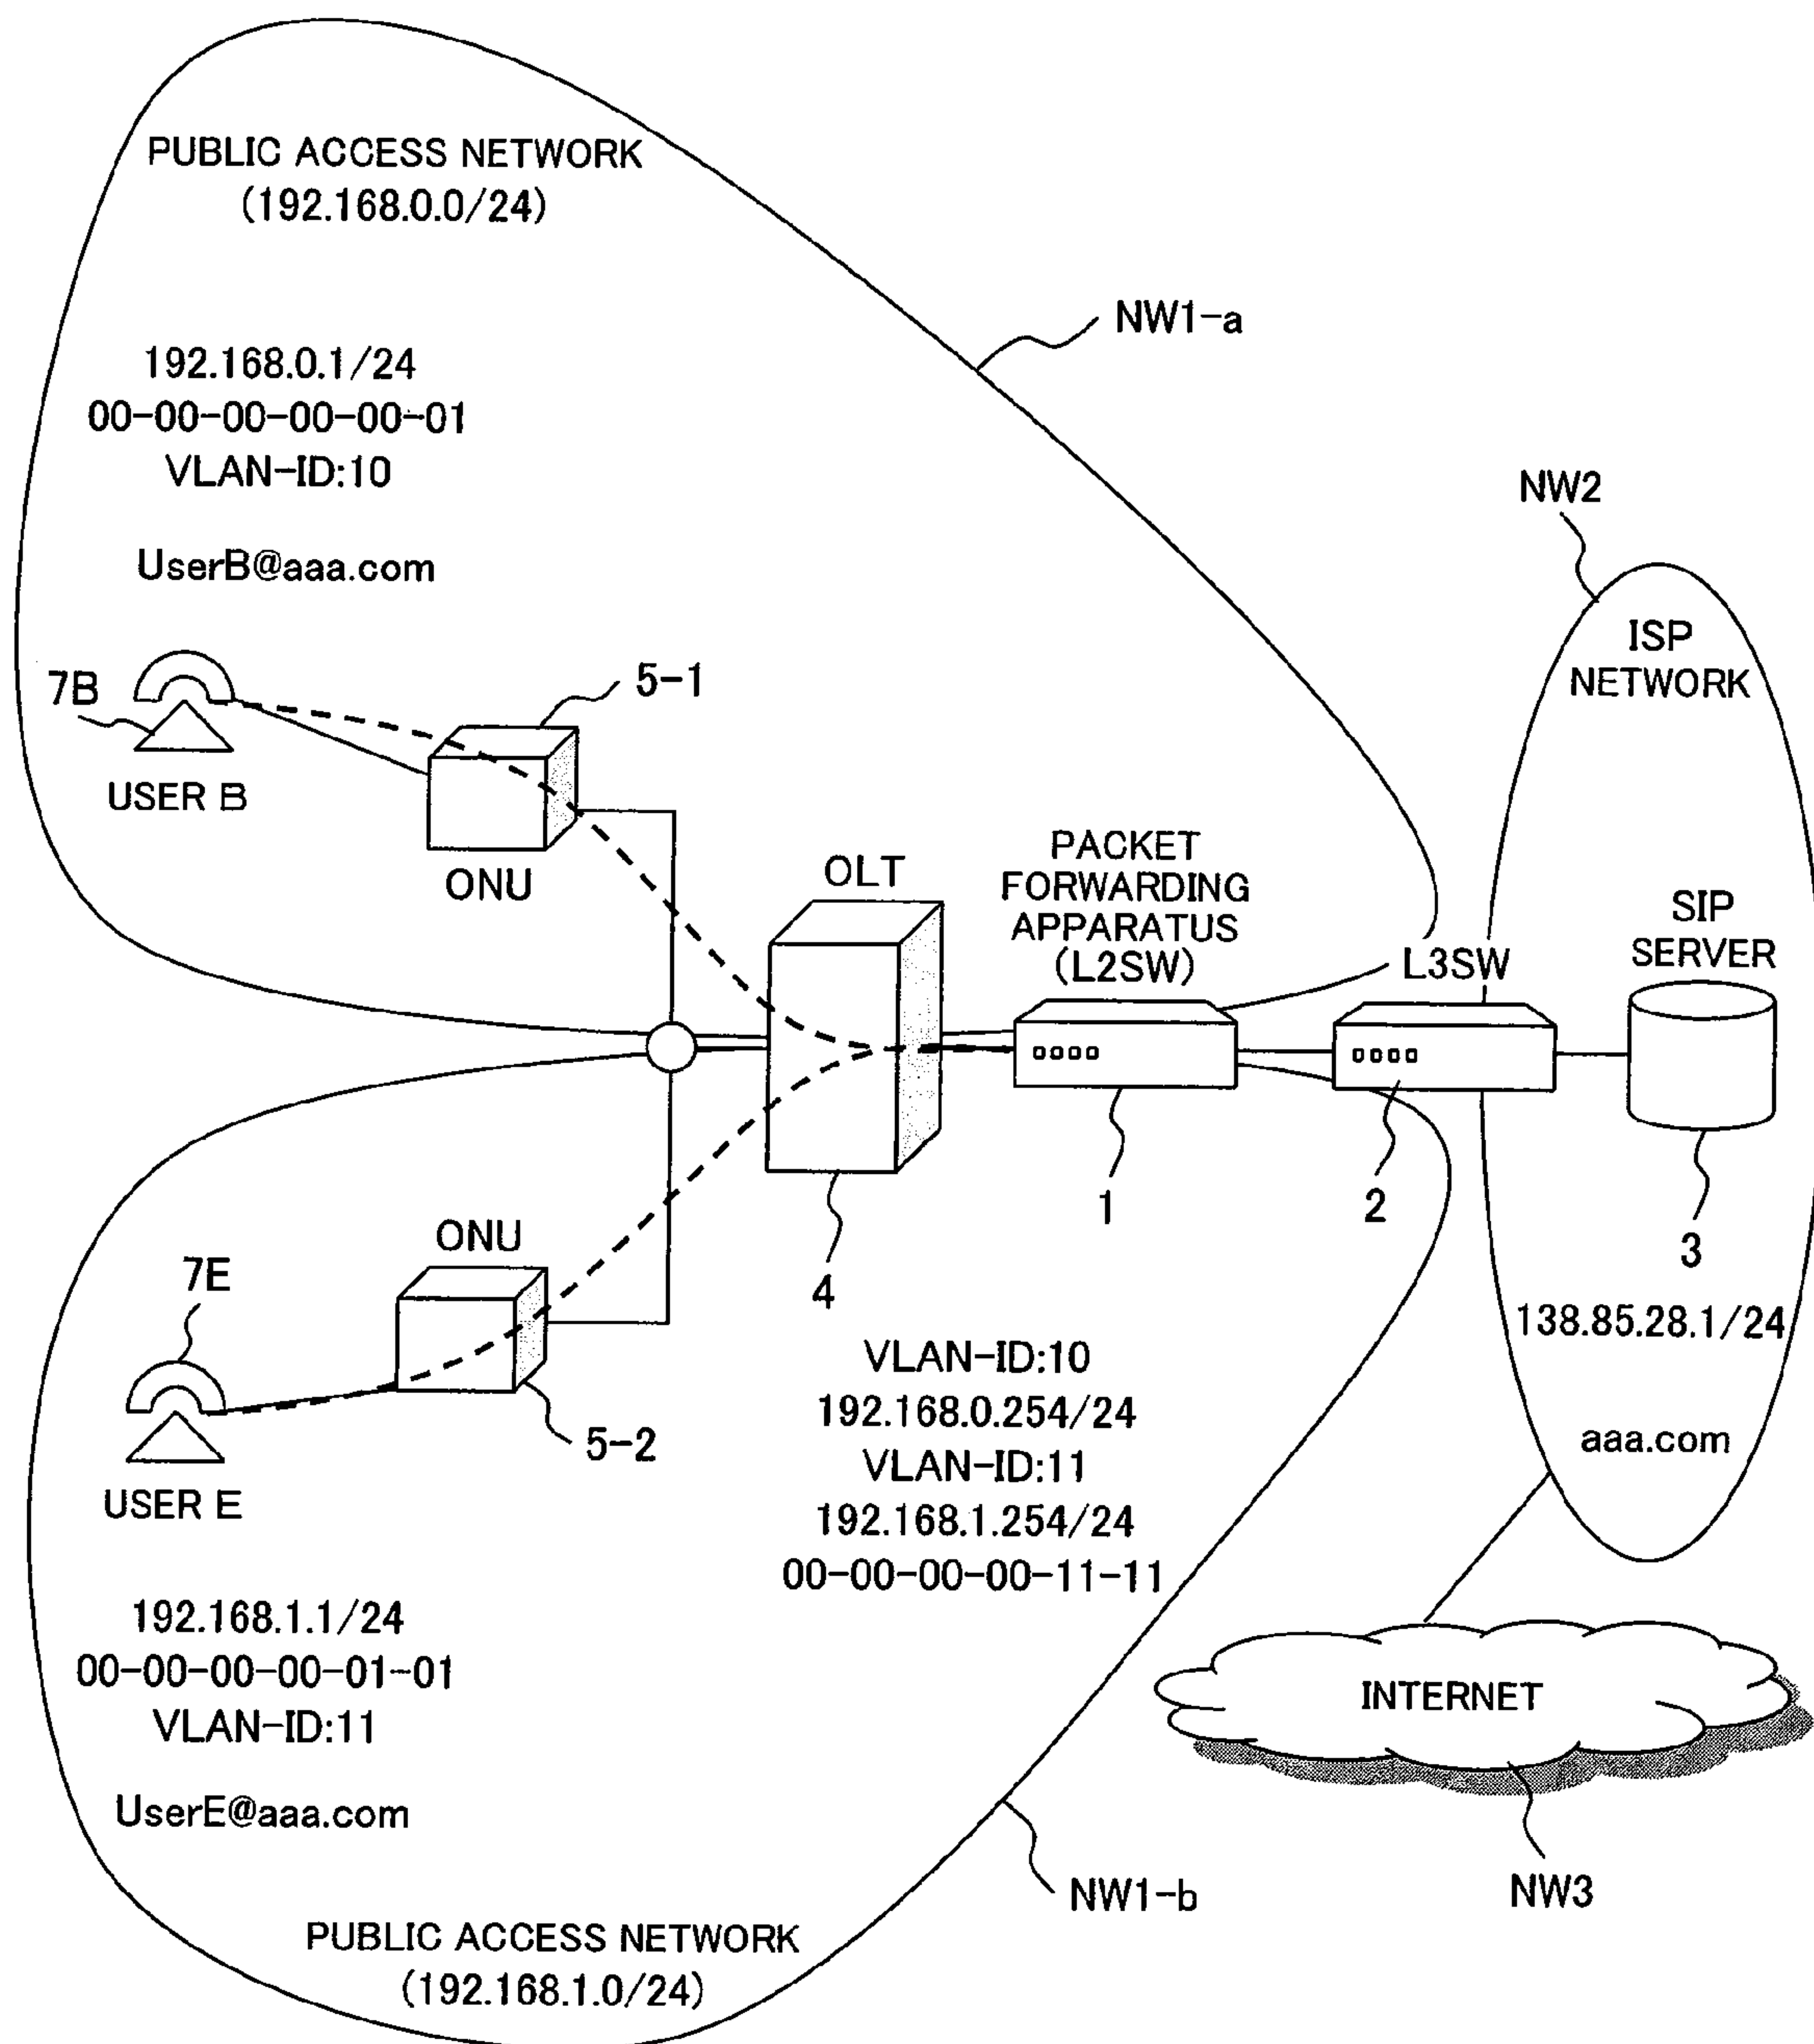 PUBLIC ACCESS NETWORK
(192.168.0.0/24)
NW1-a
192.168.0.1/24
00-00-00-00-00-01
VLAN-ID:10
UserB@aaa.com
NW2
ISP
NETWORK
7B
5-1
USER B
ONU
OLT
PACKET
FORWARDING
APPARATUS
(L2SW)
L3SW
SIP
SERVER
1
2
3
4
ONU
7E
5-2
USER E
138.85.28.1/24
aaa.com
VLAN-ID:10
192.168.0.254/24
VLAN-ID:11
192.168.1.254/24
00-00-00-00-11-11
192.168.1.1/24
00-00-00-00-01-01
VLAN-ID:11
UserE@aaa.com
INTERNET
NW1-b
NW3
PUBLIC ACCESS NETWORK
(192.168.1.0/24)